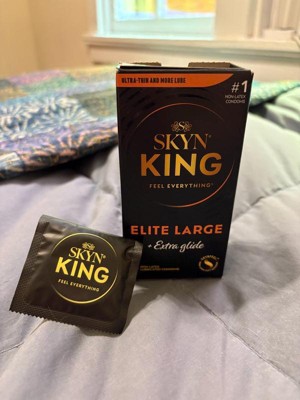 ULTRA-THIN AND MORE LUBE
#1
NON-LATEX
CONDOMS
SKYN
KING
FEEL EVERYTHING
ELITE LARGE
+ Extra glide
SKYN
KING
FEEL EVERYTHING